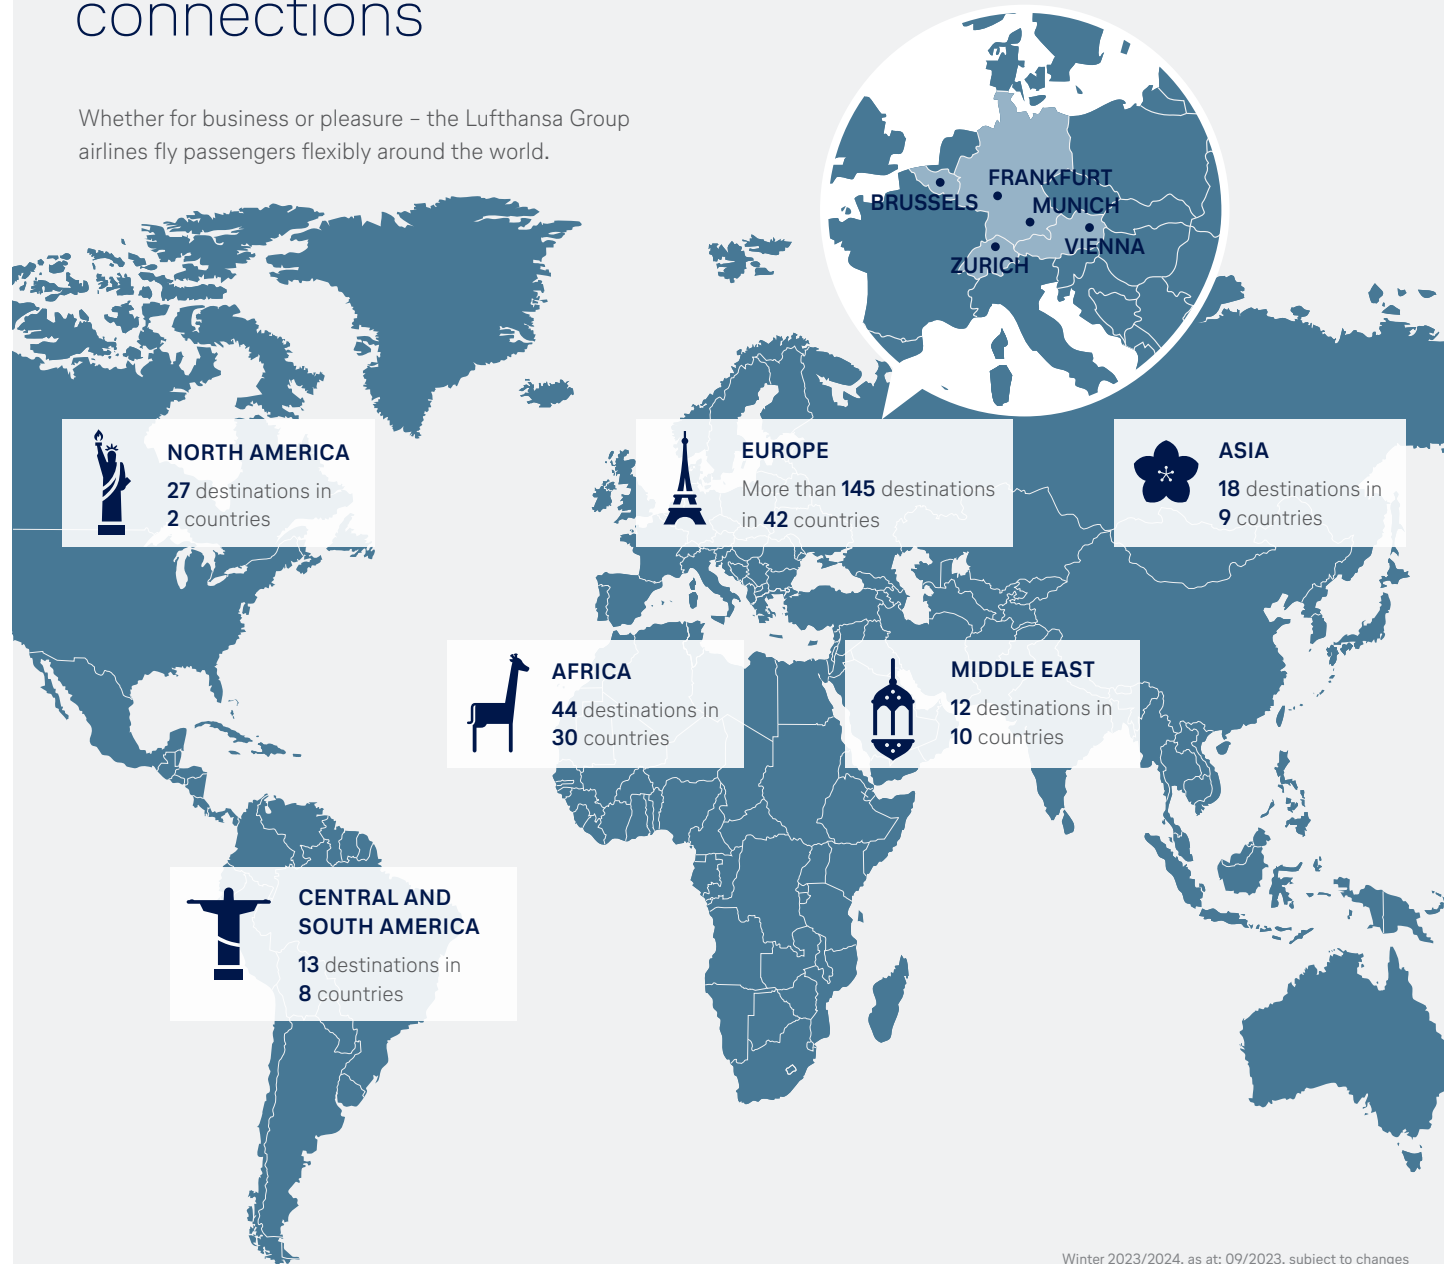 connections
Whether for business or pleasure – the Lufthansa Group
airlines fly passengers flexibly around the world.
FRANKFURT
BRUSSELS
MUNICH
VIENNA
ZURICH
NORTH AMERICA
27 destinations in
2 countries
EUROPE
More than 145 destinations
in 42 countries
ASIA
18 destinations in
9 countries
AFRICA
44 destinations in
30 countries
MIDDLE EAST
12 destinations in
10 countries
CENTRAL AND
SOUTH AMERICA
13 destinations in
8 countries
Winter 2023/2024, as at: 09/2023, subject to changes